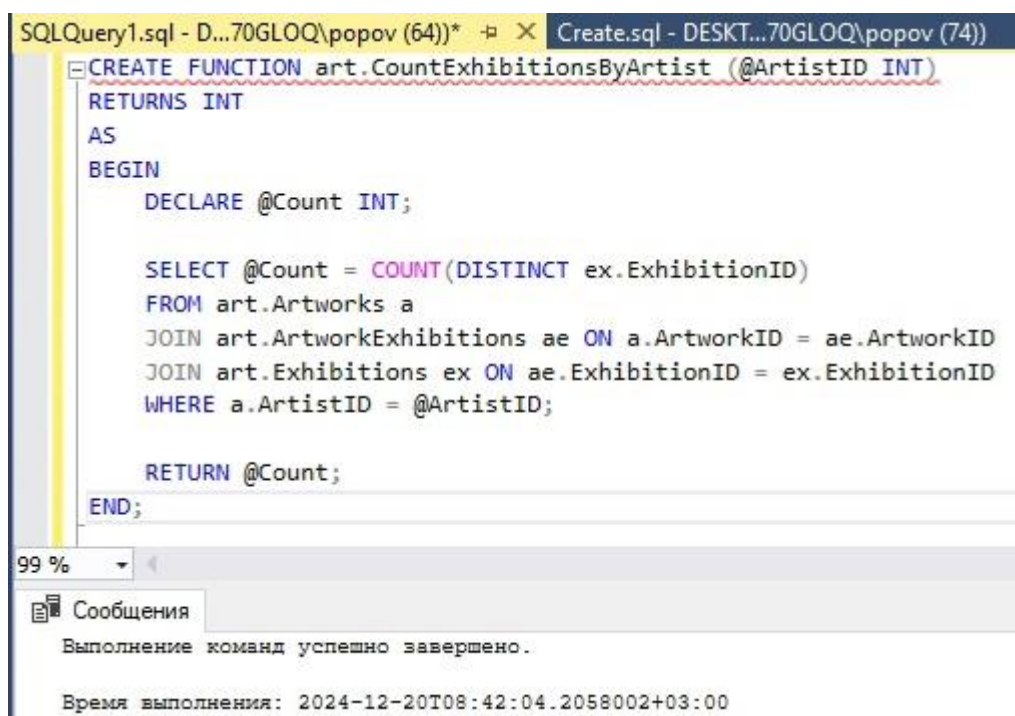 SQLQuery1.sql - D...70GLOQ\popov (64))* Create.sql - DESKT...70GLOQ\popov (74))
CREATE FUNCTION art.CountExhibitionsByArtist (@ArtistID INT)
RETURNS INT
AS
BEGIN
DECLARE @Count INT;
SELECT @Count = COUNT(DISTINCT ex.ExhibitionID)
FROM art.Artworks a
JOIN art.ArtworkExhibitions ae ON a.ArtworkID = ae.ArtworkID
JOIN art.Exhibitions ex ON ae.ExhibitionID = ex.ExhibitionID
WHERE a.ArtistID = @ArtistID;
RETURN @Count;
END;
99 %
Сообщения
Выполнение команд успешно завершено.
Время выполнения: 2024-12-20T08:42:04.2058002+03:00